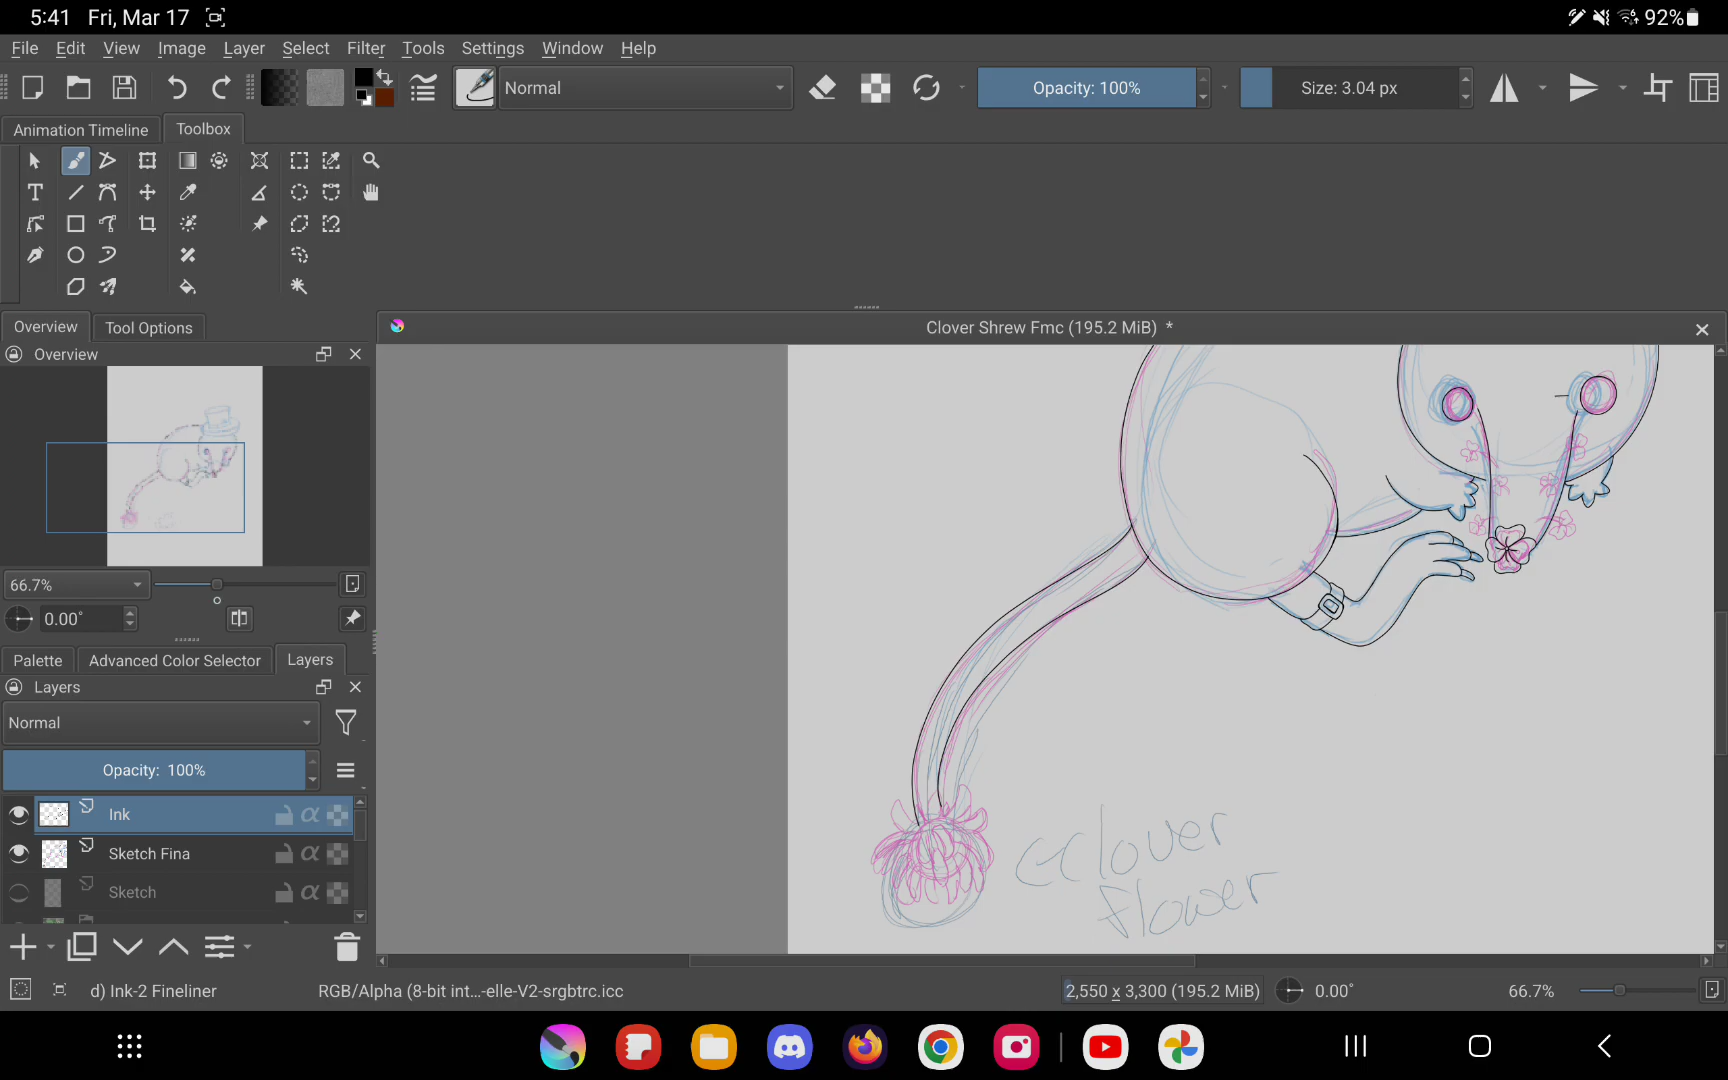 5:41 Fri, Mar 17 92%
File Edit View Image Layer Select Filter Tools Settings Window Help
Normal Opacity: 100% Size: 3.04 px
Animation Timeline Toolbox
Overview Tool Options
Clover Shrew Fmc (195.2 MiB) *
Overview
66.7%
0.00°
Palette Advanced Color Selector Layers
Layers
Normal
Opacity: 100%
Ink
Sketch Fina
Sketch
clover
flower
d) Ink-2 Fineliner RGB/Alpha (8-bit int...-elle-V2-srgbtrc.icc 2,550 x 3,300 (195.2 MiB) 0.00° 66.7%